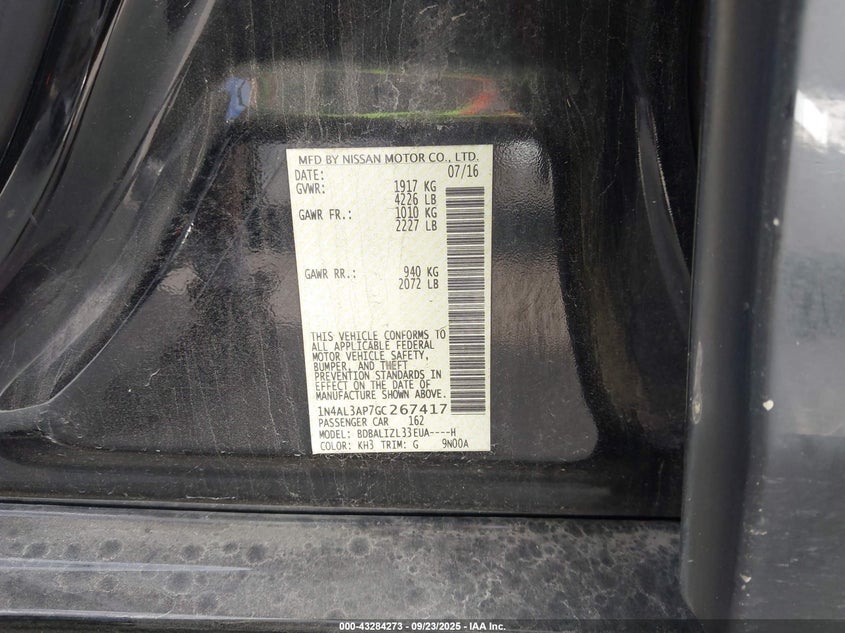 MFD BY NISSAN MOTOR CO., LTD.
DATE: 07/16
GVWR: 1917 KG
4226 LB
GAWR FR.: 1010 KG
2227 LB
GAWR RR.: 940 KG
2072 LB
THIS VEHICLE CONFORMS TO
ALL APPLICABLE FEDERAL
MOTOR VEHICLE SAFETY,
BUMPER, AND THEFT
PREVENTION STANDARDS IN
EFFECT ON THE DATE OF
MANUFACTURE SHOWN ABOVE.
1N4AL3AP7GC267417
PASSENGER CAR 162
MODEL: BDBALIZL33EUA----H
COLOR: KH3 TRIM: G 9N00A
000-43284273 - 09/23/2025 - IAA Inc.